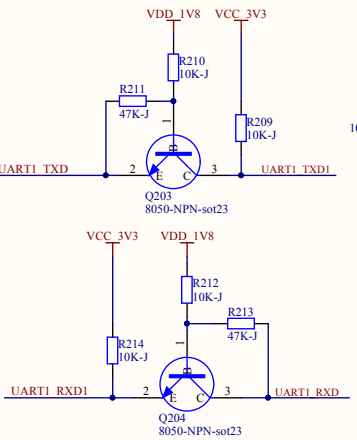 VDD_1V8 VCC_3V3
R210
10K-J
R211
47K-J
R209
10K-J
10
1
B
UART1_TXD 2 E C 3 UART1_TXD1
Q203
8050-NPN-sot23
VCC_3V3 VDD_1V8
R212
10K-J
R213
47K-J
R214
10K-J
1
B
UART1_RXD1 2 E C 3 UART1_RXD
Q204
8050-NPN-sot23